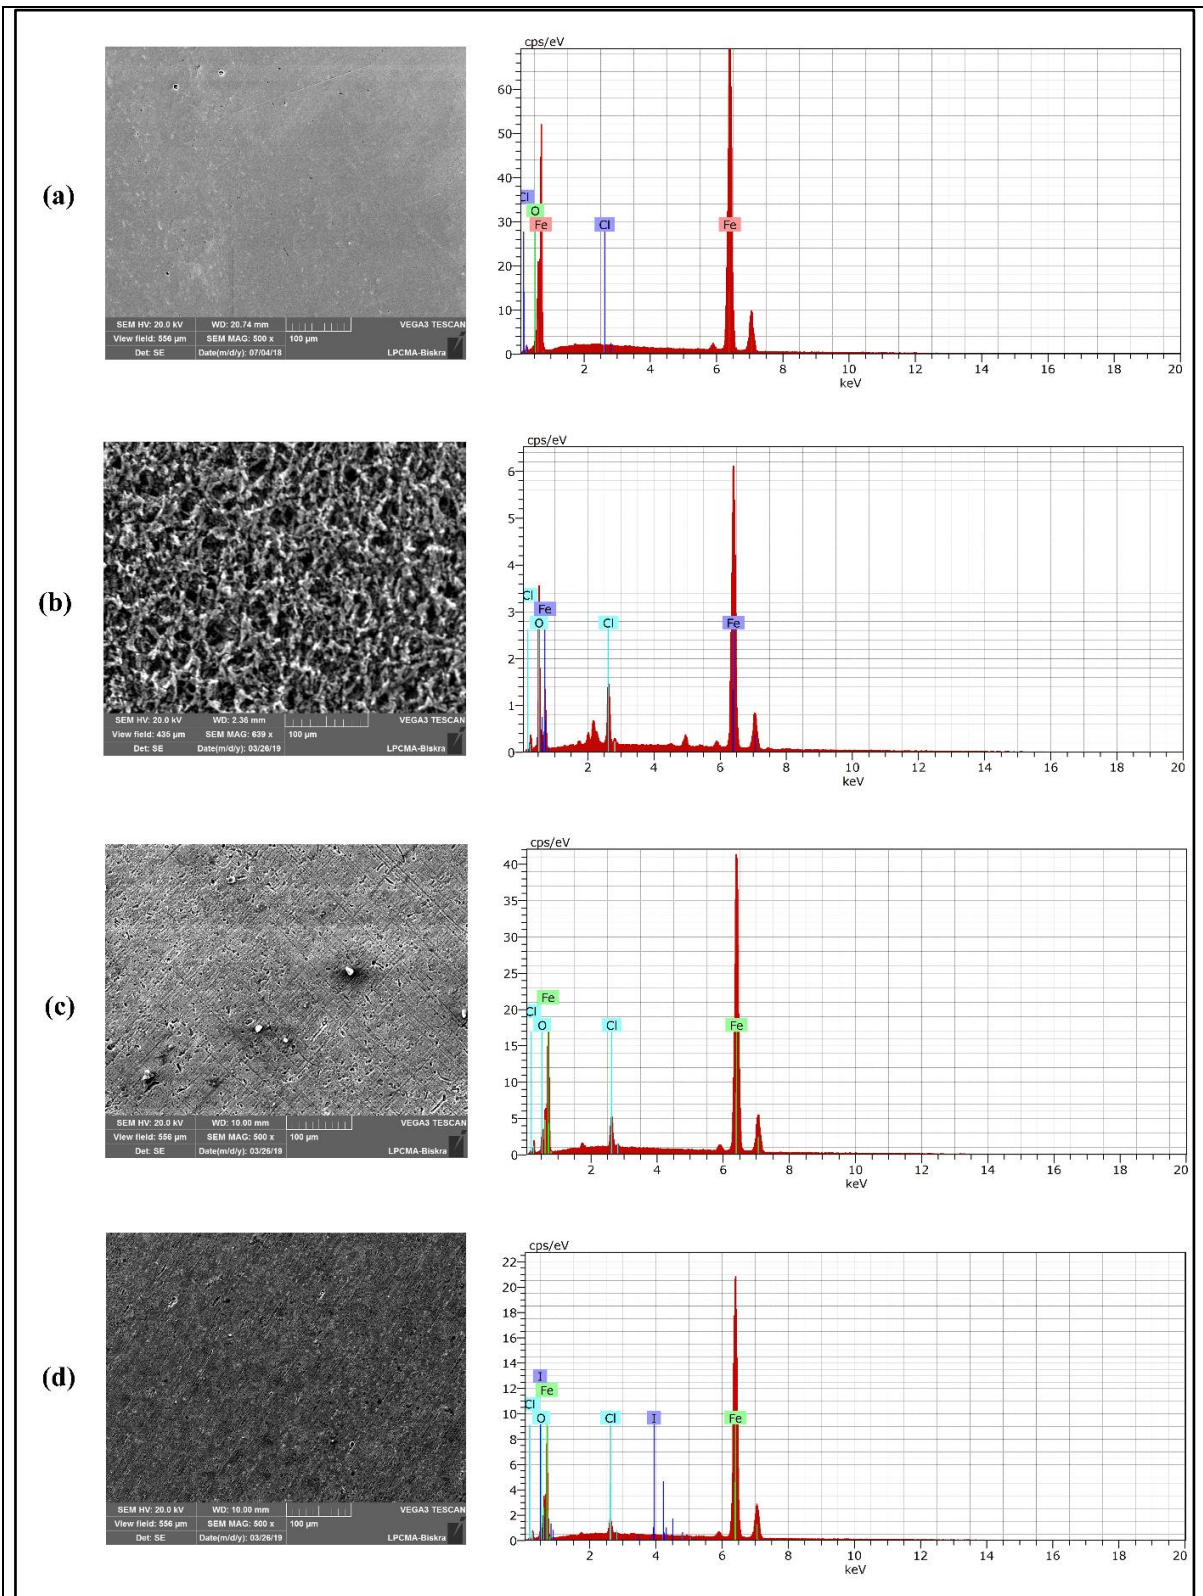 (a)
SEM HV: 20.0 kV WD: 20.74 mm VEGA3 TESCAN
View field: 556 µm SEM MAG: 500 x 100 µm
Det: SE Date(m/d/y): 07/04/18 LPCMA-Biskra
cps/eV
60
50
40
30
20
10
0
Cl
O
Fe
Cl
Fe
2 4 6 8 10 12 14 16 18 20
keV
(b)
SEM HV: 20.0 kV WD: 2.36 mm VEGA3 TESCAN
View field: 435 µm SEM MAG: 639 x 100 µm
Det: SE Date(m/d/y): 03/26/19 LPCMA-Biskra
cps/eV
6
5
4
3
2
1
0
Cl
Fe
O Cl Fe
2 4 6 8 10 12 14 16 18 20
keV
(c)
SEM HV: 20.0 kV WD: 10.00 mm VEGA3 TESCAN
View field: 556 µm SEM MAG: 500 x 100 µm
Det: SE Date(m/d/y): 03/26/19 LPCMA-Biskra
cps/eV
40
35
30
25
20
15
10
5
0
Fe
Cl
O Cl Fe
2 4 6 8 10 12 14 16 18 20
keV
(d)
SEM HV: 20.0 kV WD: 10.00 mm VEGA3 TESCAN
View field: 556 µm SEM MAG: 500 x 100 µm
Det: SE Date(m/d/y): 03/26/19 LPCMA-Biskra
cps/eV
22
20
18
16
14
12
10
8
6
4
2
0
I
Fe
Cl
O Cl I Fe
2 4 6 8 10 12 14 16 18 20
keV